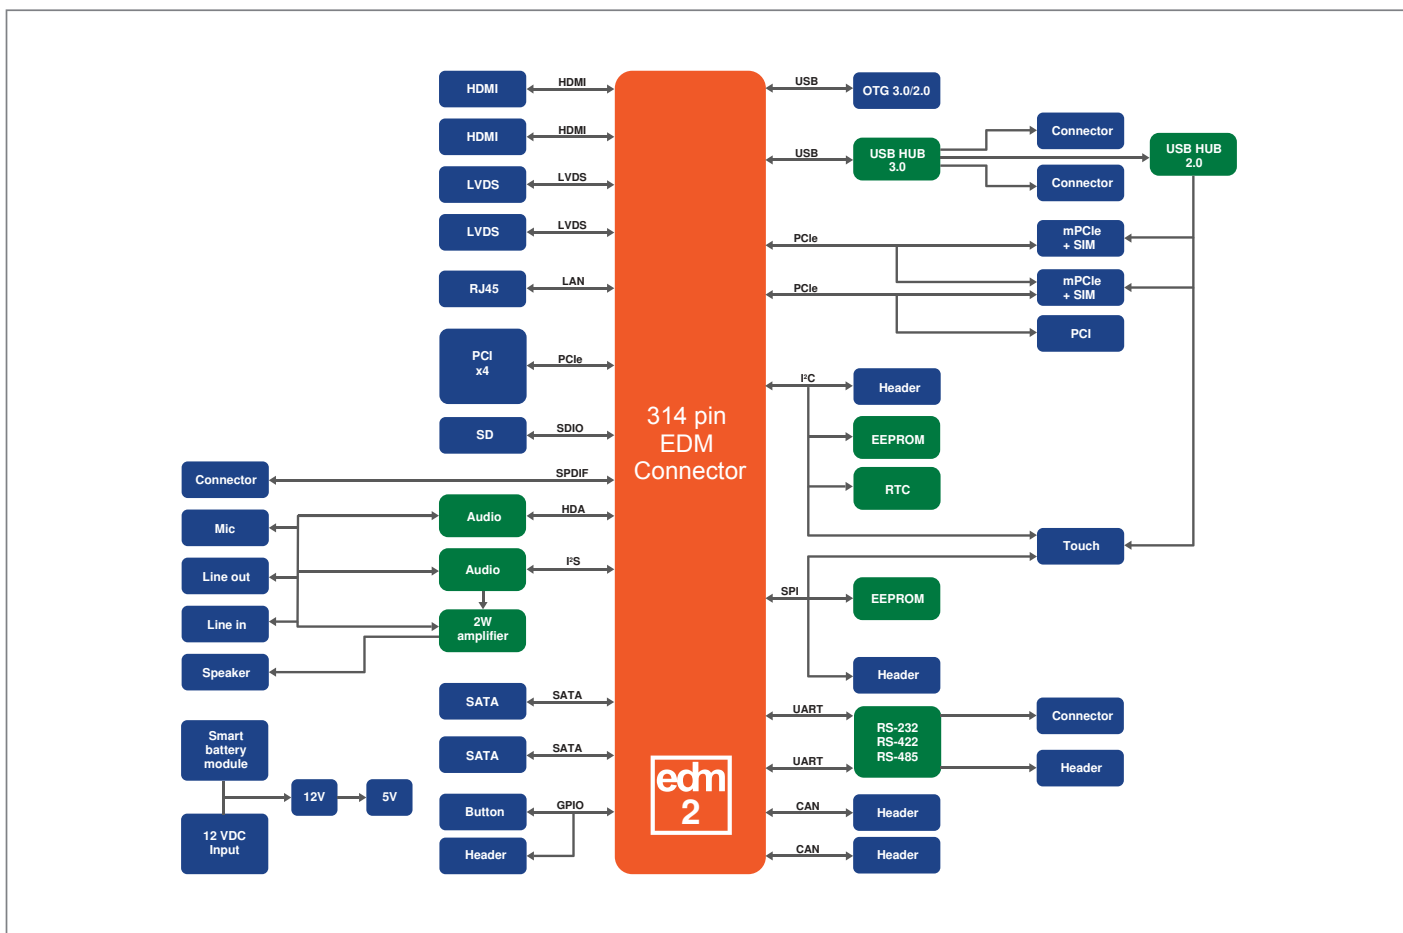 HDMI
HDMI
HDMI
HDMI
LVDS
LVDS
LVDS
LVDS
RJ45
LAN
PCI
x4
PCIe
SD
SDIO
Connector
SPDIF
Mic
Audio
HDA
Line out
Audio
I²S
Line in
2W
amplifier
Speaker
SATA
SATA
SATA
SATA
Smart
battery
module
12V
5V
12 VDC
Input
Button
GPIO
Header
314 pin
EDM
Connector
edm
2
USB
OTG 3.0/2.0
USB
USB HUB
3.0
Connector
Connector
USB HUB
2.0
PCIe
mPCIe
+ SIM
PCIe
mPCIe
+ SIM
PCI
I²C
Header
EEPROM
RTC
Touch
SPI
EEPROM
Header
UART
UART
RS-232
RS-422
RS-485
Connector
Header
CAN
Header
CAN
Header